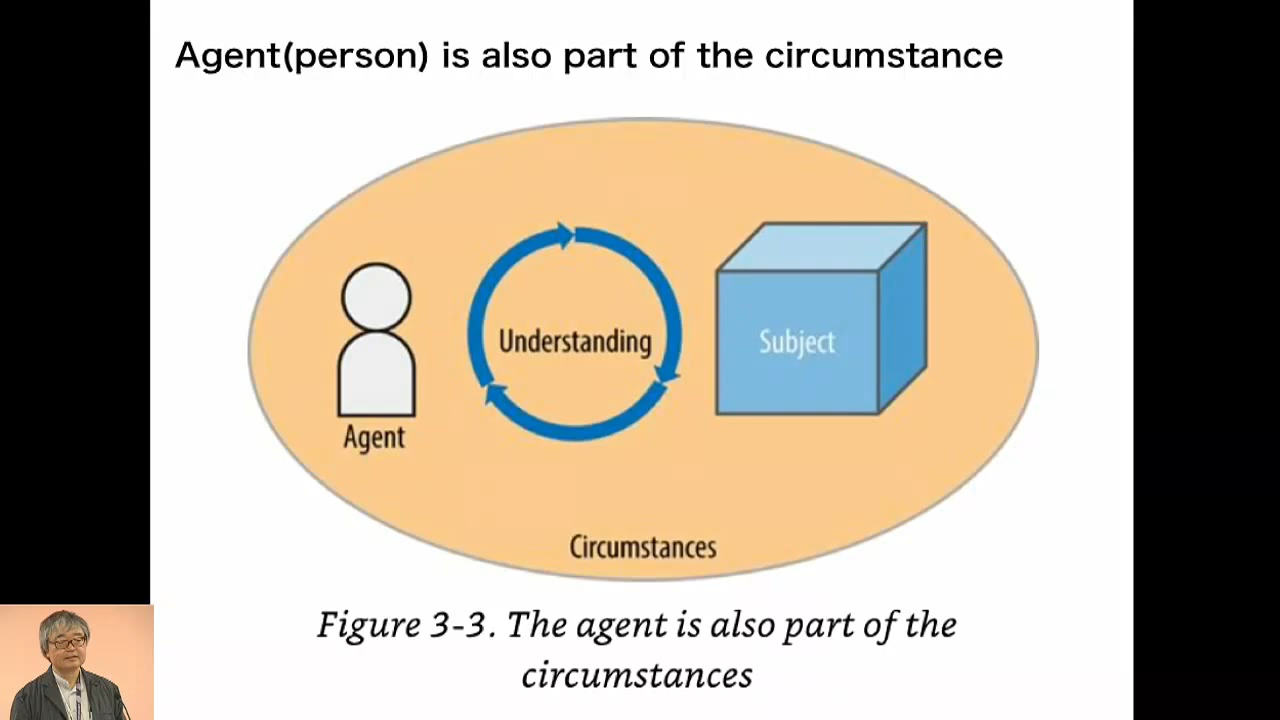 Agent(person) is also part of the circumstance
Understanding
Subject
Agent
Circumstances
Figure 3-3. The agent is also part of the
circumstances